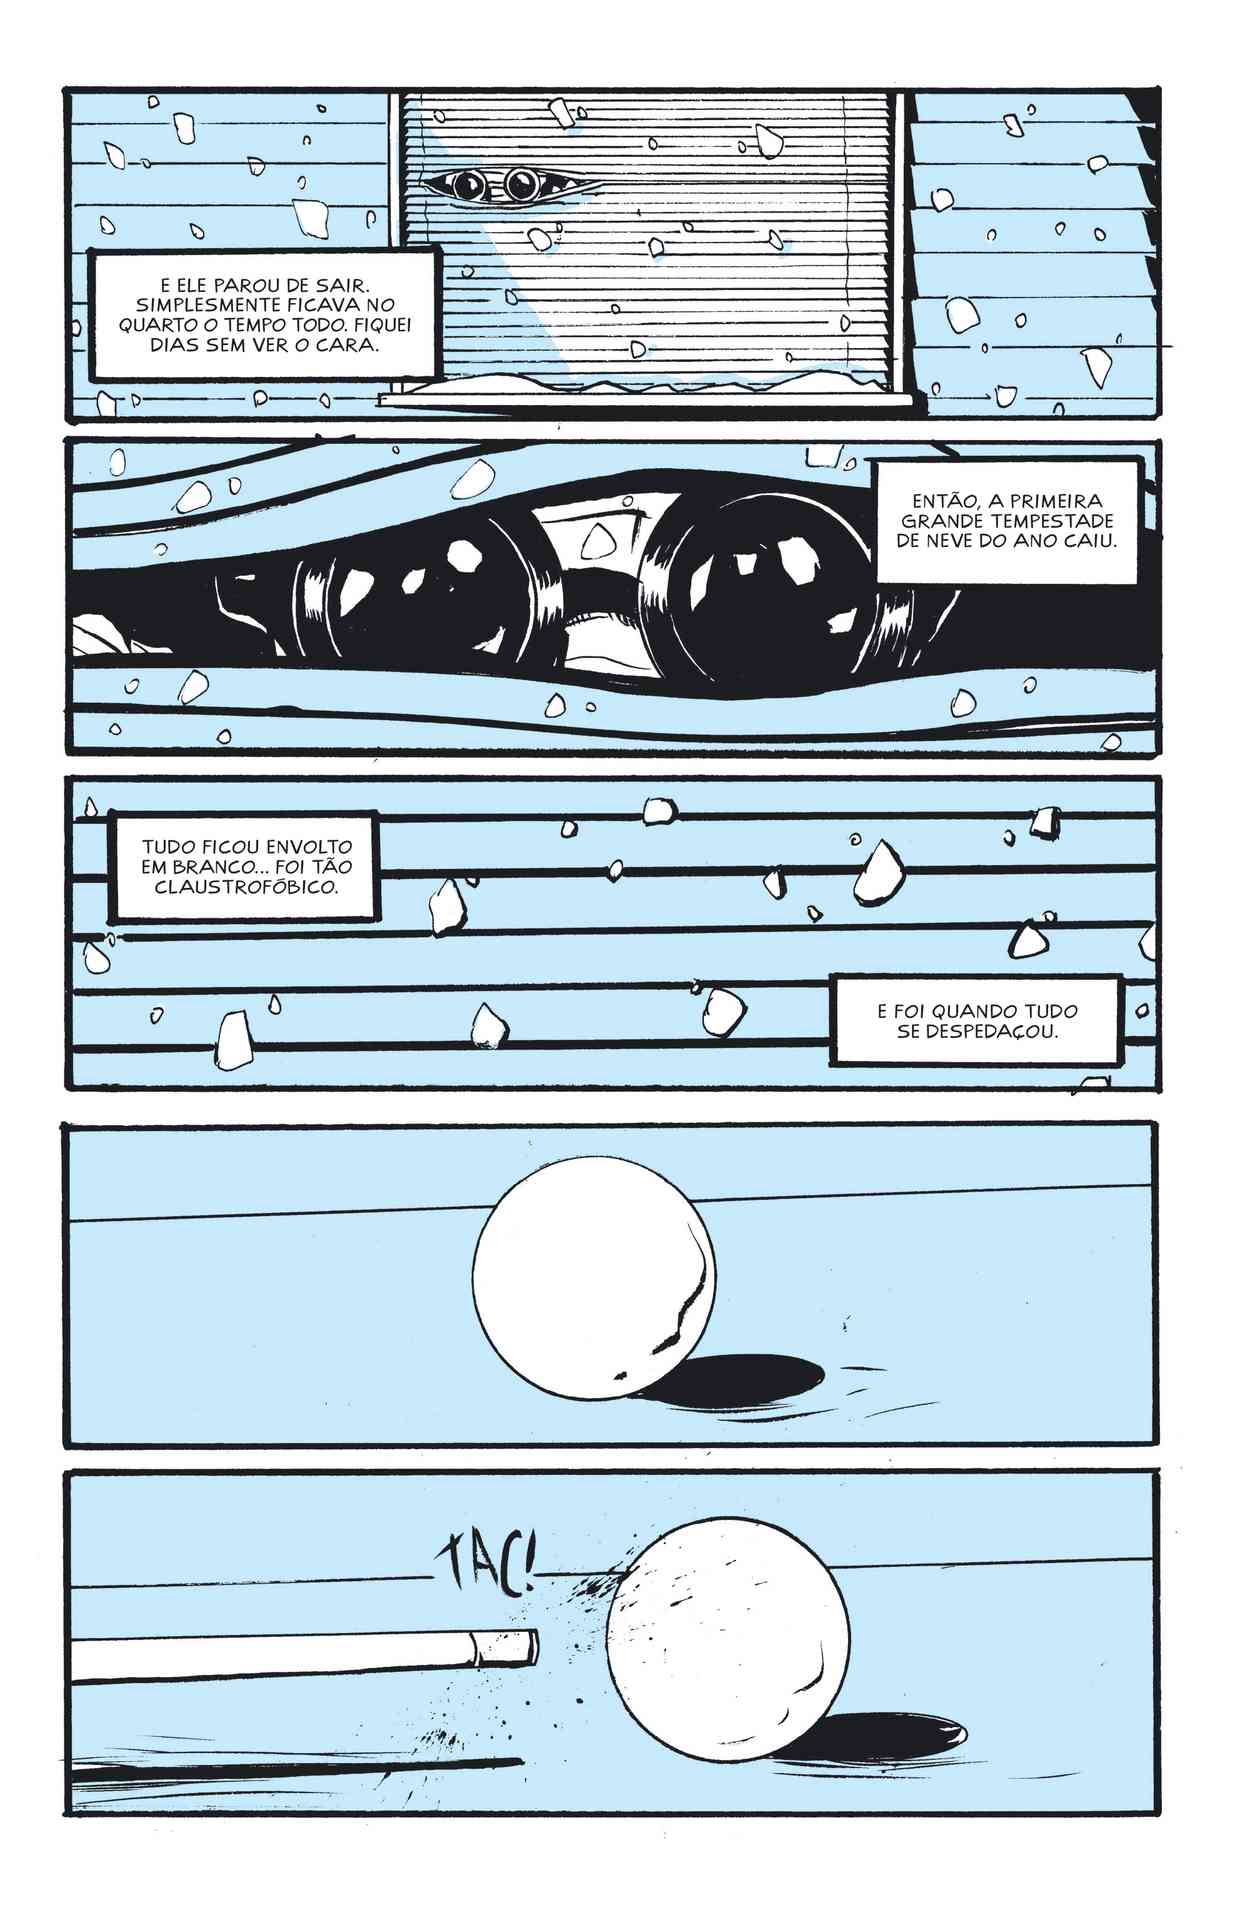 E ELE PAROU DE SAIR.
SIMPLESMENTE FICAVA NO
QUARTO O TEMPO TODO. FIQUEI
DIAS SEM VER O CARA.
ENTÃO, A PRIMEIRA
GRANDE TEMPESTADE
DE NEVE DO ANO CAIU.
TUDO FICOU ENVOLTO
EM BRANCO... FOI TÃO
CLAUSTROFÓBICO.
E FOI QUANDO TUDO
SE DESPEDAÇOU.
TAC!